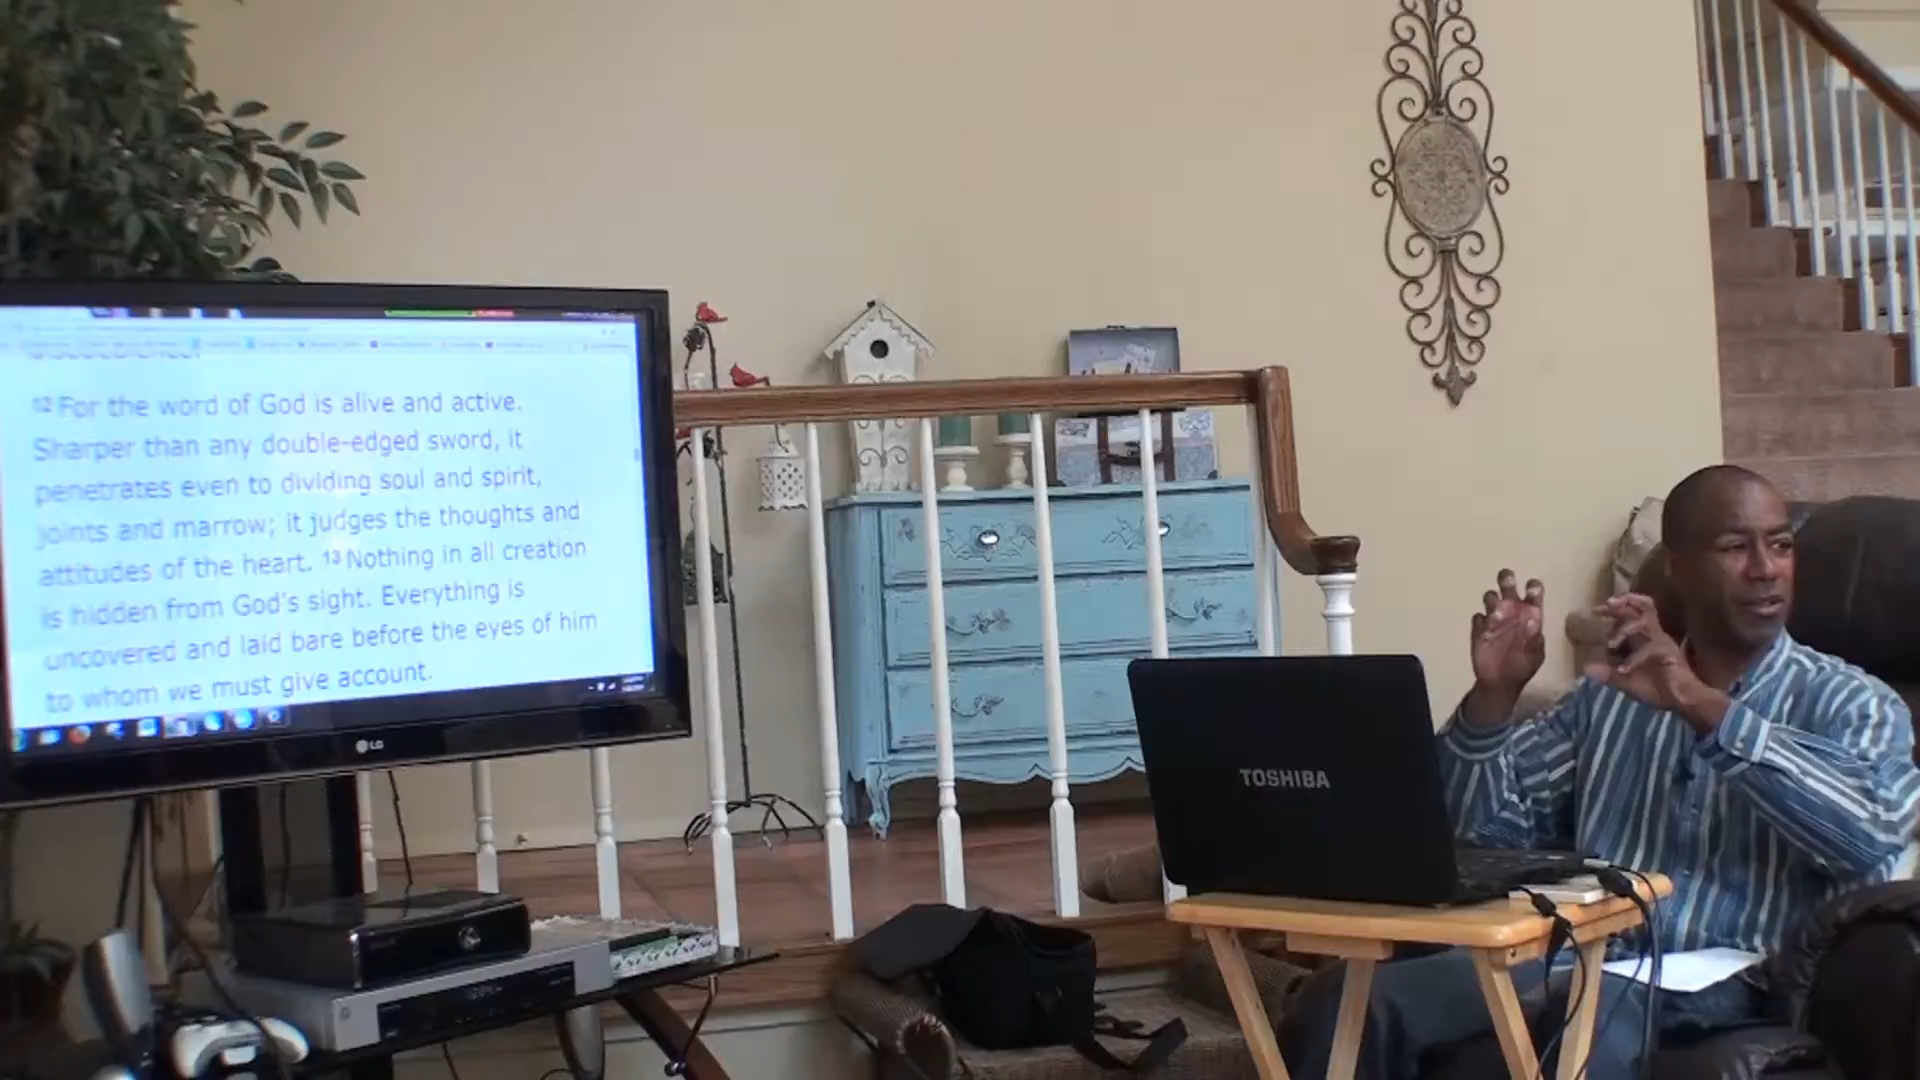 12 For the word of God is alive and active.
Sharper than any double-edged sword, it
penetrates even to dividing soul and spirit,
joints and marrow; it judges the thoughts and
attitudes of the heart. 13 Nothing in all creation
is hidden from God's sight. Everything is
uncovered and laid bare before the eyes of him
to whom we must give account.
LG
TOSHIBA